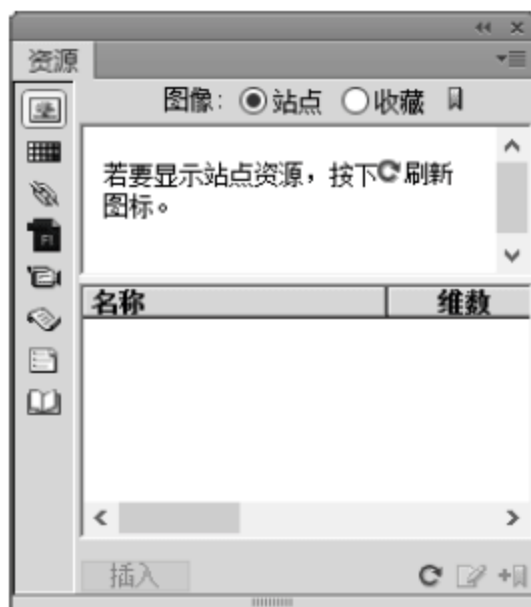 资源
图像: 站点 收藏
若要显示站点资源，按下刷新
图标。
名称 维数
插入